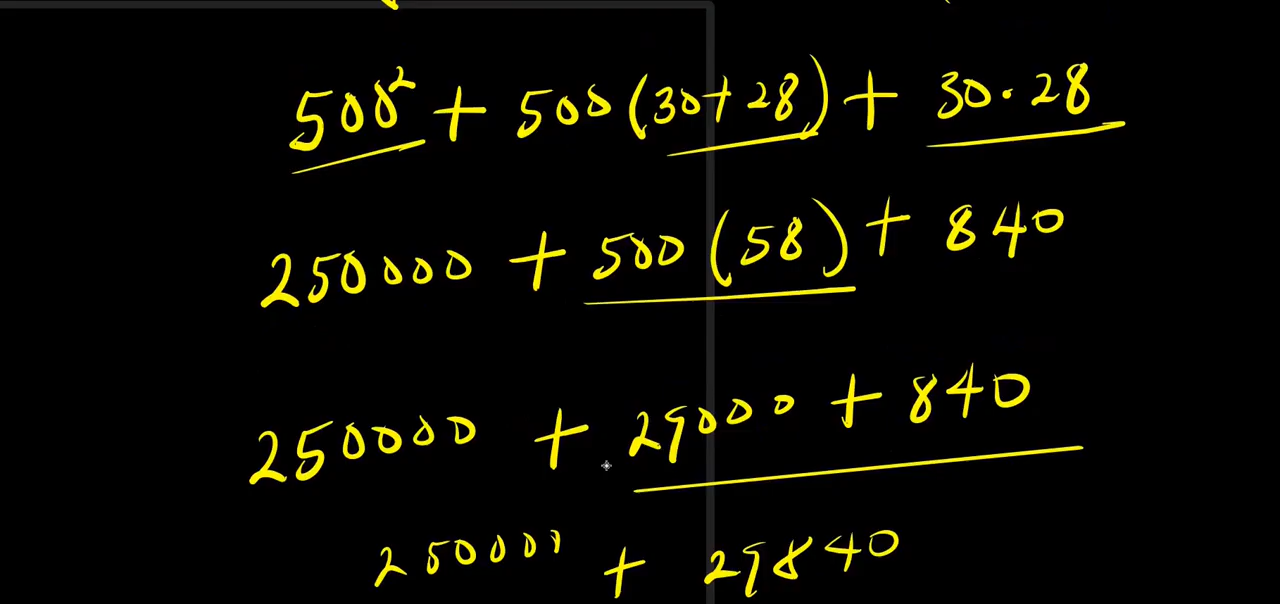 500² + 500 (30+28) + 30·28
250000 + 500 (58) + 840
250000 + 29000 + 840
250000 + 29840